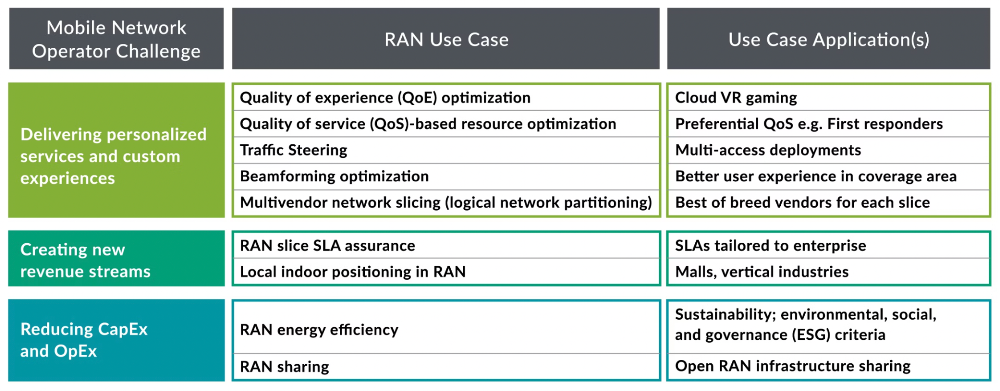 Mobile Network
Operator Challenge
RAN Use Case
Use Case Application(s)
Delivering personalized
services and custom
experiences
Quality of experience (QoE) optimization
Cloud VR gaming
Quality of service (QoS)-based resource optimization
Preferential QoS e.g. First responders
Traffic Steering
Multi-access deployments
Beamforming optimization
Better user experience in coverage area
Multivendor network slicing (logical network partitioning)
Best of breed vendors for each slice
Creating new
revenue streams
RAN slice SLA assurance
SLAs tailored to enterprise
Local indoor positioning in RAN
Malls, vertical industries
Reducing CapEx
and OpEx
RAN energy efficiency
Sustainability; environmental, social,
and governance (ESG) criteria
RAN sharing
Open RAN infrastructure sharing